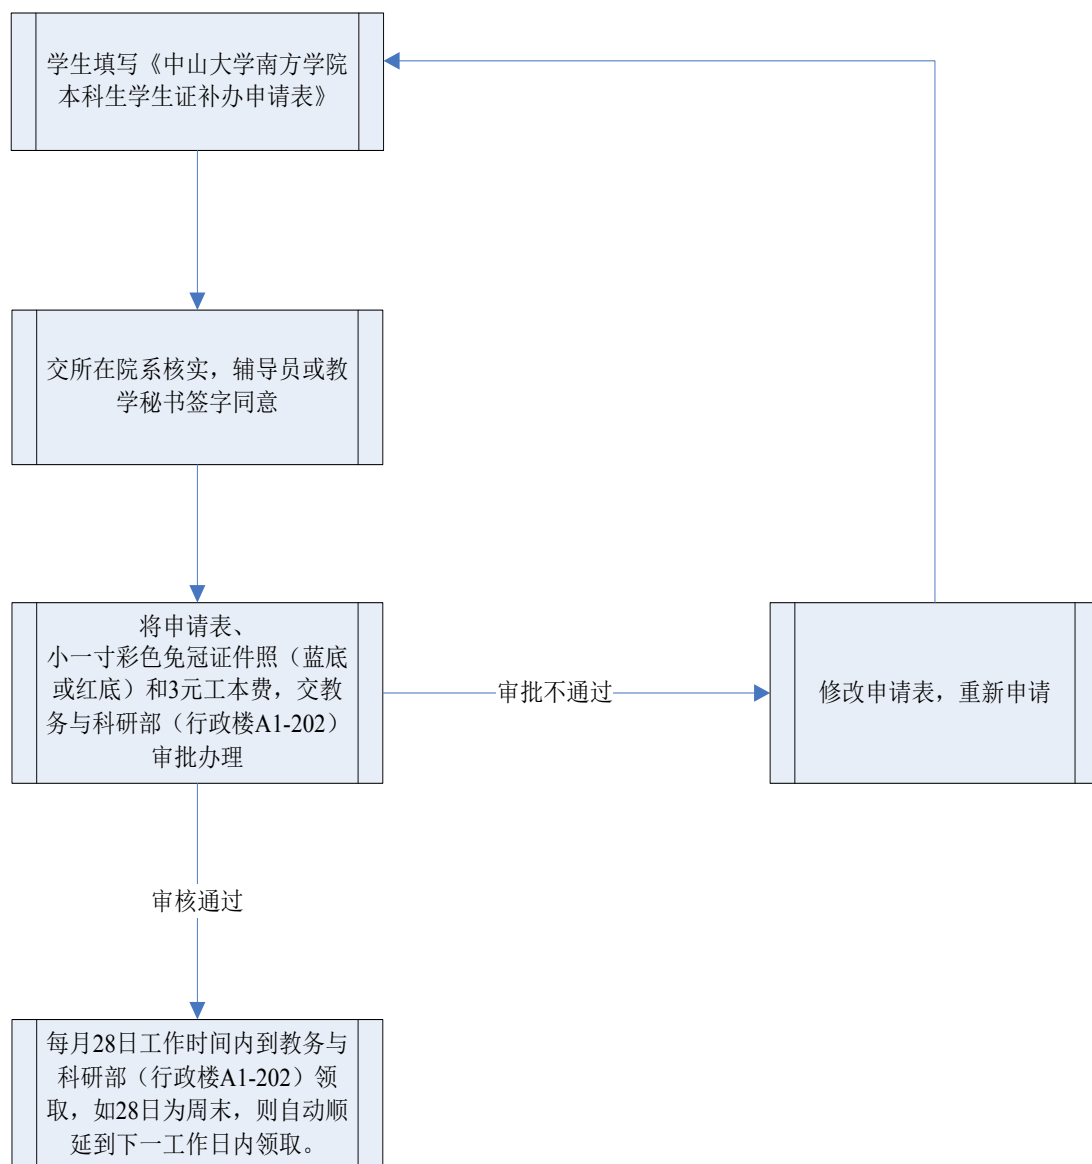 学生填写《中山大学南方学院
本科生学生证补办申请表》
交所在院系核实，辅导员或教
学秘书签字同意
将申请表、
小一寸彩色免冠证件照（蓝底
或红底）和3元工本费，交教
务与科研部（行政楼A1-202）
审批办理
审批不通过
修改申请表，重新申请
审核通过
每月28日工作时间内到教务与
科研部（行政楼A1-202）领
取，如28日为周末，则自动顺
延到下一工作日内领取。